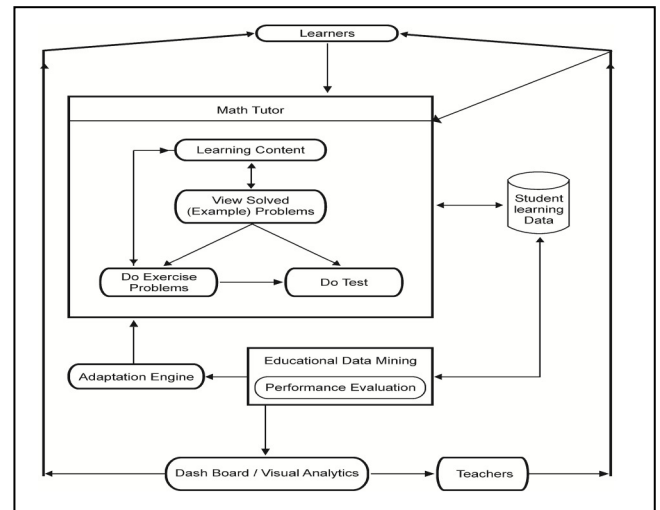 Learners
Math Tutor
Learning Content
View Solved
(Example) Problems
Student
learning
Data
Do Exercise
Problems
Do Test
Educational Data Mining
Adaptation Engine
Performance Evaluation
Dash Board / Visual Analytics
Teachers